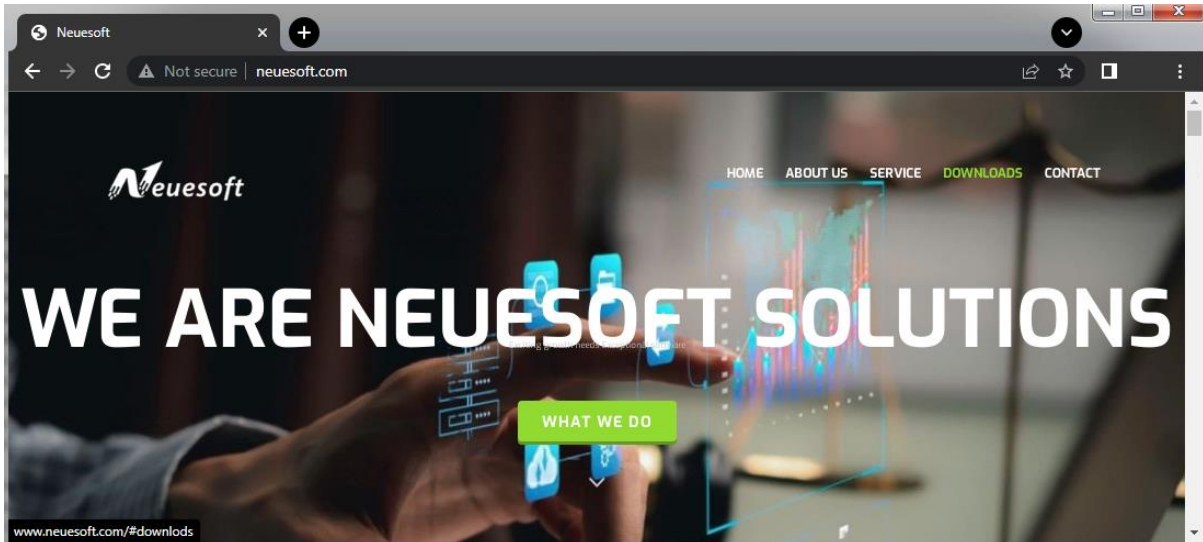 Neuesoft
Not secure neuesoft.com
Neuesoft
HOME ABOUT US SERVICE DOWNLOADS CONTACT
WE ARE NEUESOFT SOLUTIONS
needs
WHAT WE DO
www.neuesoft.com/#downlods